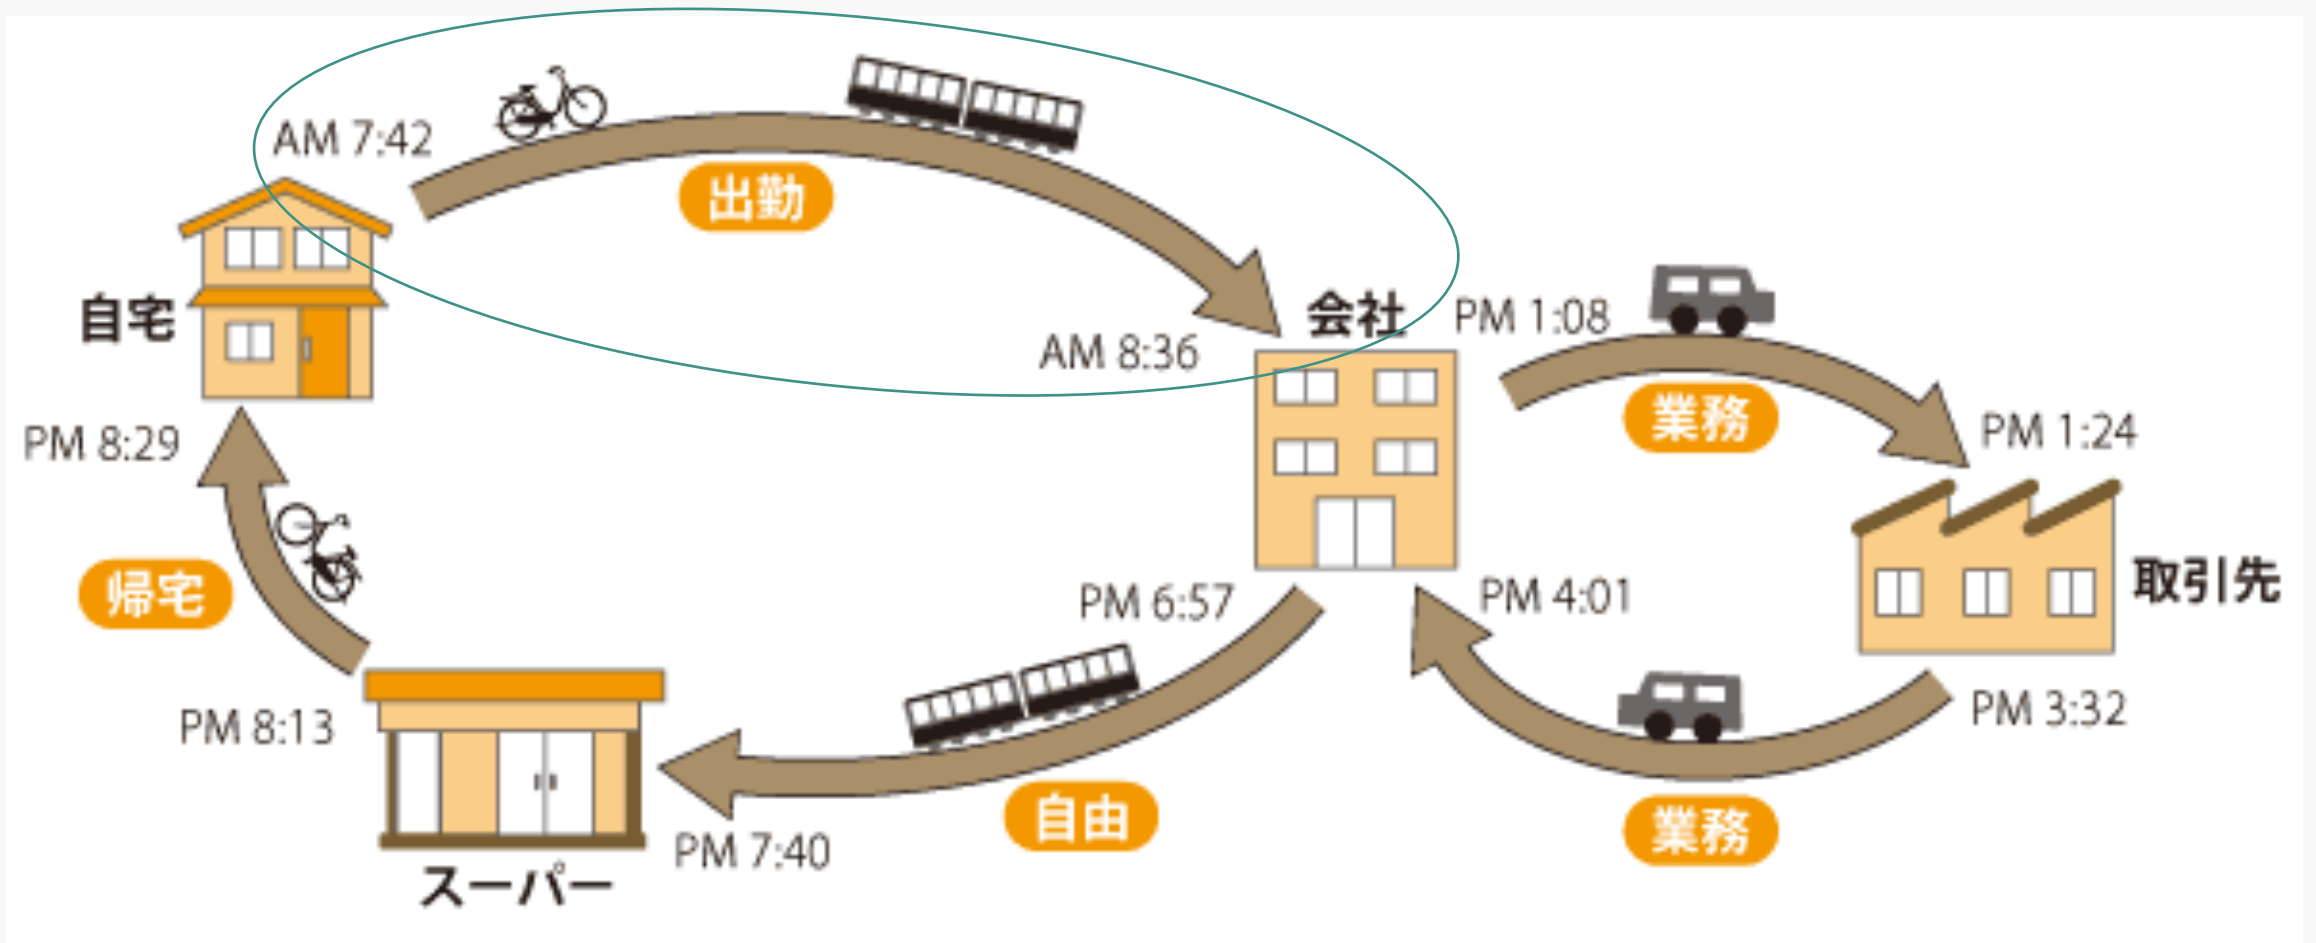 AM 7:42
出勤
自宅
会社
AM 8:36
PM 1:08
業務
PM 1:24
取引先
PM 3:32
業務
PM 4:01
PM 6:57
自由
PM 7:40
スーパー
PM 8:13
帰宅
PM 8:29